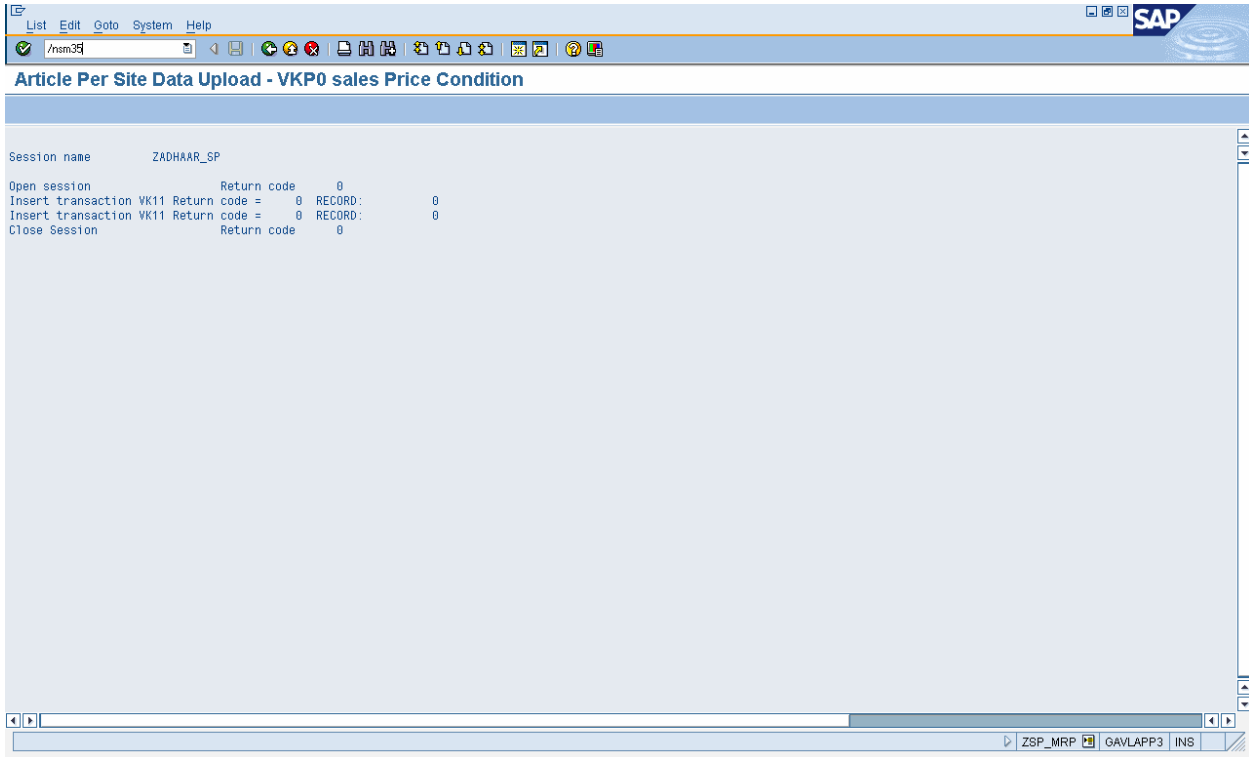 List Edit Goto System Help
SAP
/nsm35
Article Per Site Data Upload - VKP0 sales Price Condition
Session name ZADHAAR_SP
Open session Return code 0
Insert transaction VK11 Return code = 0 RECORD: 0
Insert transaction VK11 Return code = 0 RECORD: 0
Close Session Return code 0
ZSP_MRP GAVLAPP3 INS